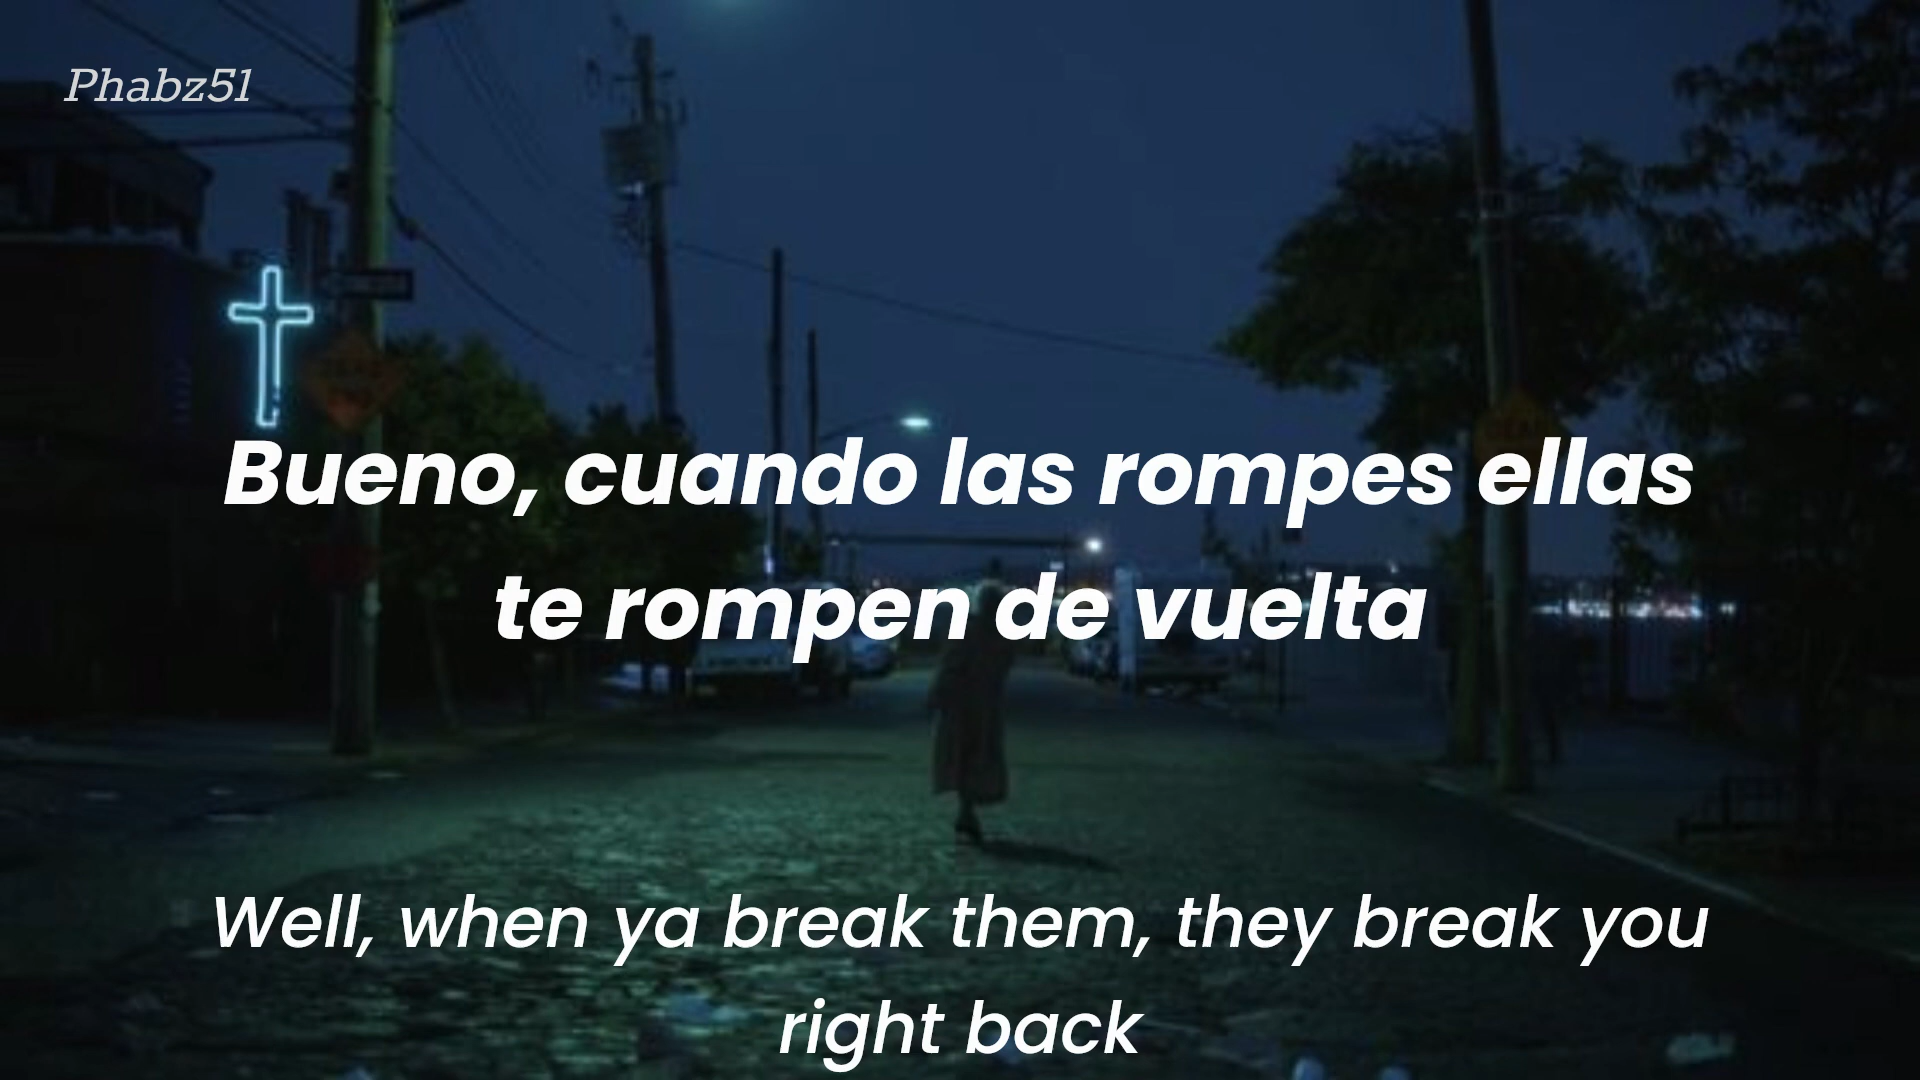 Phabz51
Bueno, cuando las rompes ellas
te rompen de vuelta
Well, when ya break them, they break you
right back